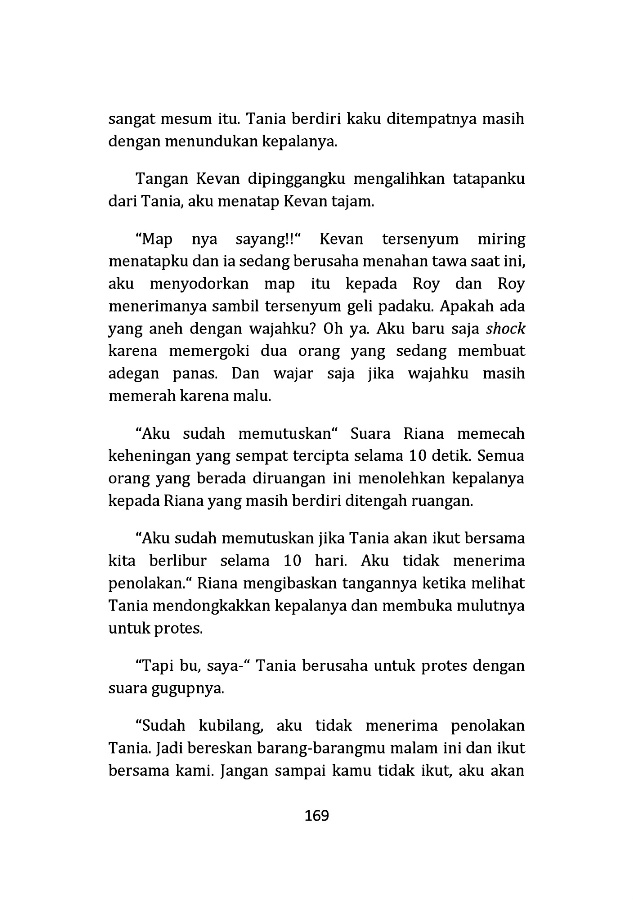 sangat mesum itu. Tania berdiri kaku ditempatnya masih
dengan menundukan kepalanya.
Tangan Kevan dipinggangku mengalihkan tatapanku
dari Tania, aku menatap Kevan tajam.
“Map nya sayang!!“ Kevan tersenyum miring
menatapku dan ia sedang berusaha menahan tawa saat ini,
aku menyodorkan map itu kepada Roy dan Roy
menerimanya sambil tersenyum geli padaku. Apakah ada
yang aneh dengan wajahku? Oh ya. Aku baru saja shock
karena memergoki dua orang yang sedang membuat
adegan panas. Dan wajar saja jika wajahku masih
memerah karena malu.
“Aku sudah memutuskan“ Suara Riana memecah
keheningan yang sempat tercipta selama 10 detik. Semua
orang yang berada diruangan ini menolehkan kepalanya
kepada Riana yang masih berdiri ditengah ruangan.
“Aku sudah memutuskan jika Tania akan ikut bersama
kita berlibur selama 10 hari. Aku tidak menerima
penolakan.“ Riana mengibaskan tangannya ketika melihat
Tania mendongkakkan kepalanya dan membuka mulutnya
untuk protes.
“Tapi bu, saya-“ Tania berusaha untuk protes dengan
suara gugupnya.
“Sudah kubilang, aku tidak menerima penolakan
Tania. Jadi bereskan barang-barangmu malam ini dan ikut
bersama kami. Jangan sampai kamu tidak ikut, aku akan
169